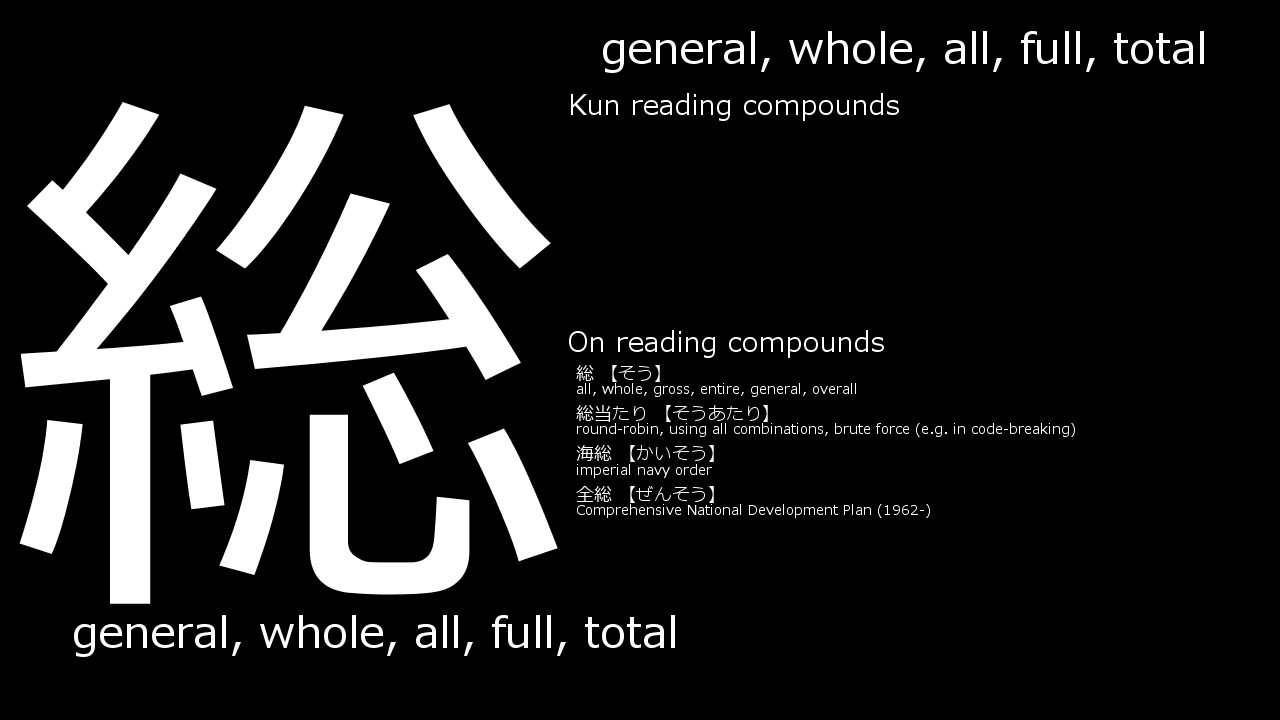 総
general, whole, all, full, total
general, whole, all, full, total
Kun reading compounds
On reading compounds
総 【そう】
all, whole, gross, entire, general, overall
総当たり 【そうあたり】
round-robin, using all combinations, brute force (e.g. in code-breaking)
海総 【かいそう】
imperial navy order
全総 【ぜんそう】
Comprehensive National Development Plan (1962-)